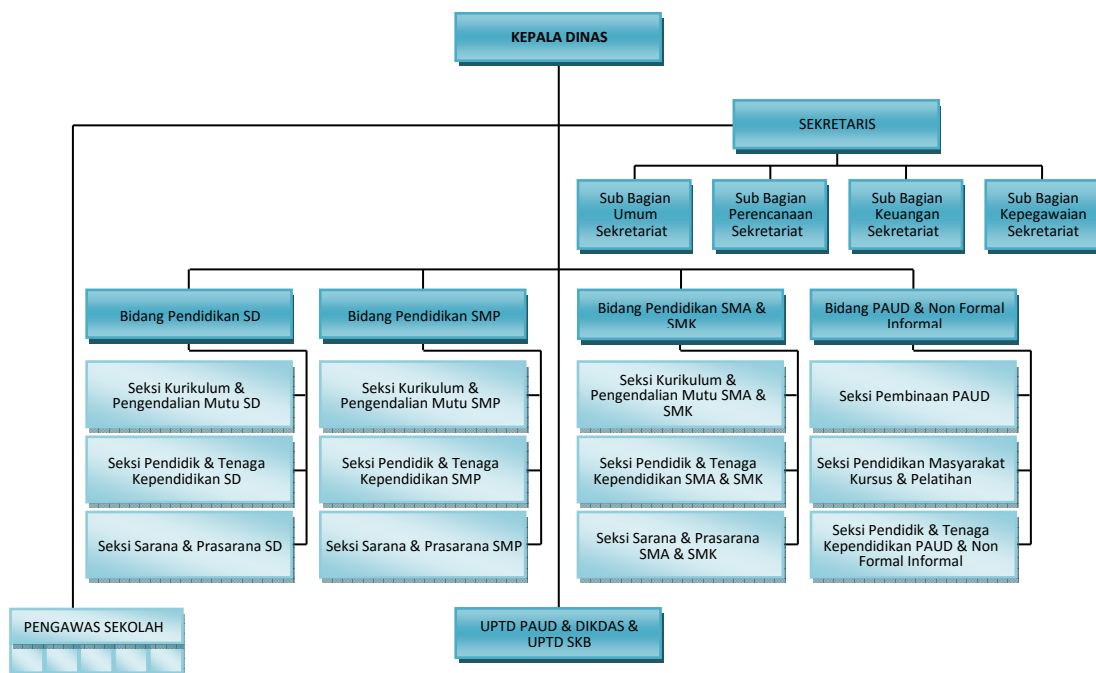 KEPALA DINAS
SEKRETARIS
Sub Bagian
Umum
Sekretariat
Sub Bagian
Perencanaan
Sekretariat
Sub Bagian
Keuangan
Sekretariat
Sub Bagian
Kepegawaian
Sekretariat
Bidang Pendidikan SD
Bidang Pendidikan SMP
Bidang Pendidikan SMA &
SMK
Bidang PAUD & Non Formal
Informal
Seksi Kurikulum &
Pengendalian Mutu SD
Seksi Kurikulum &
Pengendalian Mutu SMP
Seksi Kurikulum &
Pengendalian Mutu SMA &
SMK
Seksi Pembinaan PAUD
Seksi Pendidik & Tenaga
Kependidikan SD
Seksi Pendidik & Tenaga
Kependidikan SMP
Seksi Pendidik & Tenaga
Kependidikan SMA & SMK
Seksi Pendidikan Masyarakat
Kursus & Pelatihan
Seksi Sarana & Prasarana SD
Seksi Sarana & Prasarana SMP
Seksi Sarana & Prasarana
SMA & SMK
Seksi Pendidik & Tenaga
Kependidikan PAUD & Non
Formal Informal
PENGAWAS SEKOLAH
UPTD PAUD & DIKDAS &
UPTD SKB